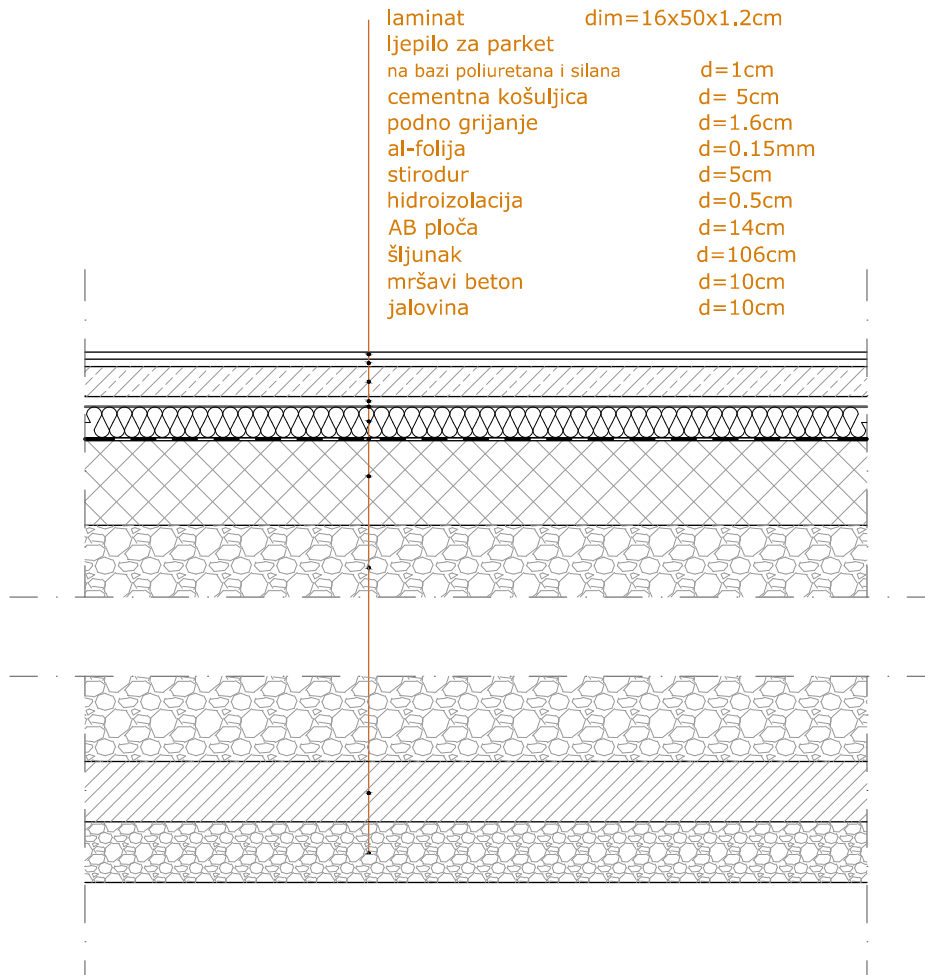 laminat dim=16x50x1.2cm
ljepilo za parket
na bazi poliuretana i silana d=1cm
cementna košuljica d= 5cm
podno grijanje d=1.6cm
al-folija d=0.15mm
stirodur d=5cm
hidroizolacija d=0.5cm
AB ploča d=14cm
šljunak d=106cm
mršavi beton d=10cm
jalovina d=10cm